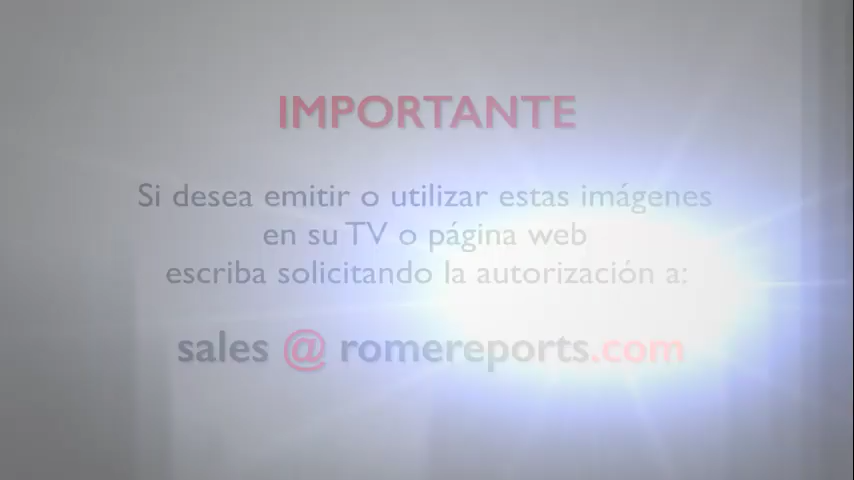 IMPORTANTE
Si desea emitir o utilizar estas imágenes
en su TV o página web
escriba solicitando la autorización a:
sales @ romereports.com